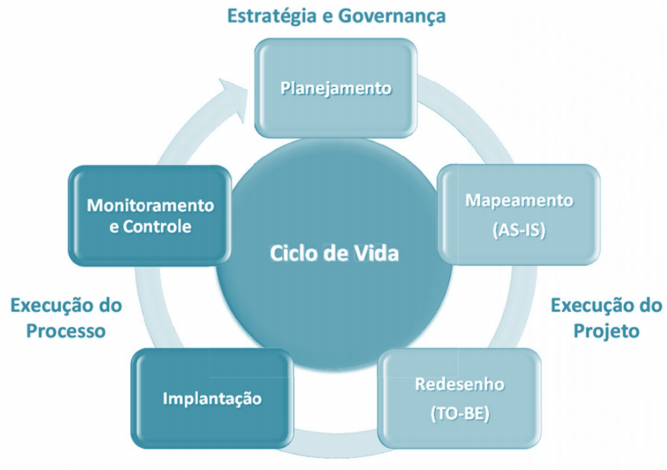 Estratégia e Governança
Planejamento
Mapeamento
(AS-IS)
Monitoramento
e Controle
Ciclo de Vida
Execução do
Processo
Execução do
Projeto
Redesenho
(TO-BE)
Implantação